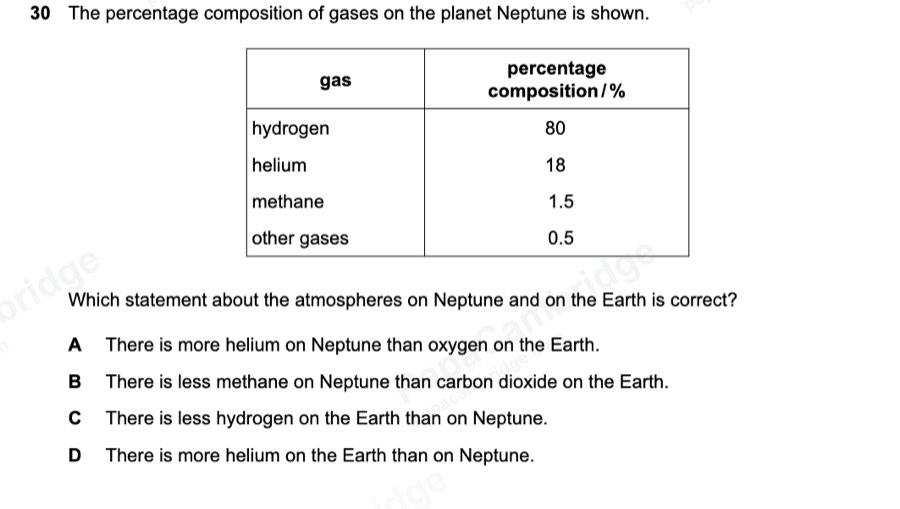 30 The percentage composition of gases on the planet Neptune is shown.
gas
percentage
composition / %
hydrogen 80
helium 18
methane 1.5
other gases 0.5
Which statement about the atmospheres on Neptune and on the Earth is correct?
A There is more helium on Neptune than oxygen on the Earth.
B There is less methane on Neptune than carbon dioxide on the Earth.
C There is less hydrogen on the Earth than on Neptune.
D There is more helium on the Earth than on Neptune.